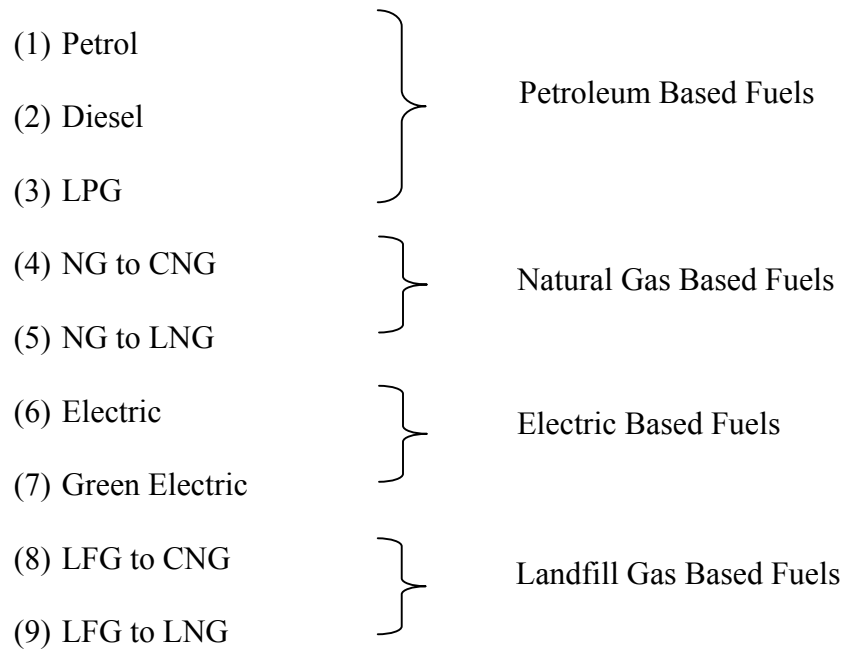 (1) Petrol
(2) Diesel
(3) LPG
Petroleum Based Fuels
(4) NG to CNG
(5) NG to LNG
Natural Gas Based Fuels
(6) Electric
(7) Green Electric
Electric Based Fuels
(8) LFG to CNG
(9) LFG to LNG
Landfill Gas Based Fuels